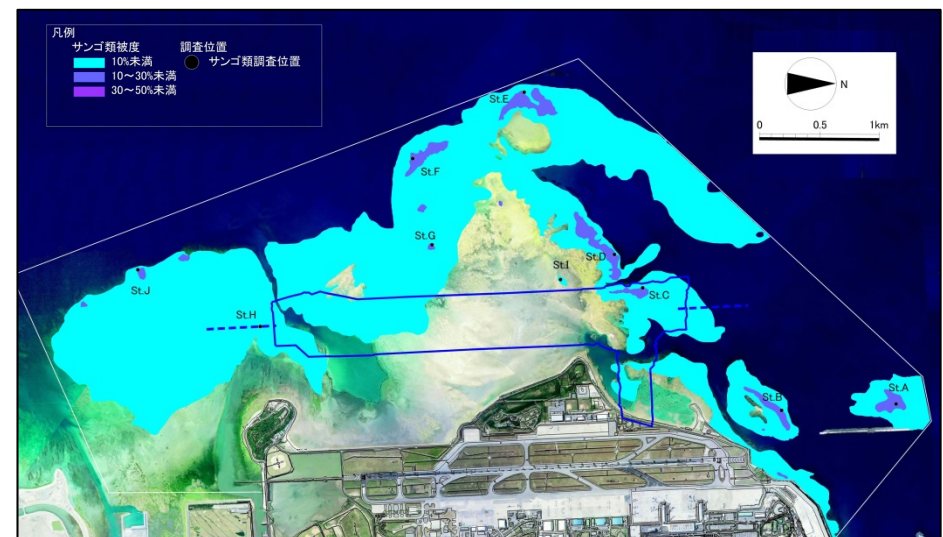 凡例
サンゴ類被度 調査位置
10%未満 サンゴ類調査位置
10～30%未満
30～50%未満
N
0 0.5 1km
St.E
St.F
St.G
St.D
St.I
St.J
St.C
St.H
St.A
St.B